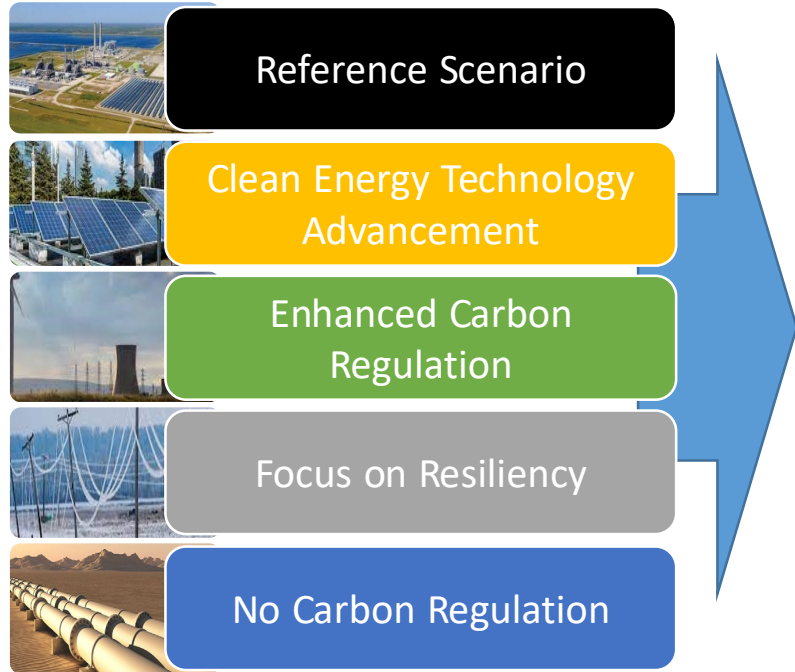 Reference Scenario
Clean Energy Technology
Advancement
Enhanced Carbon
Regulation
Focus on Resiliency
No Carbon Regulation